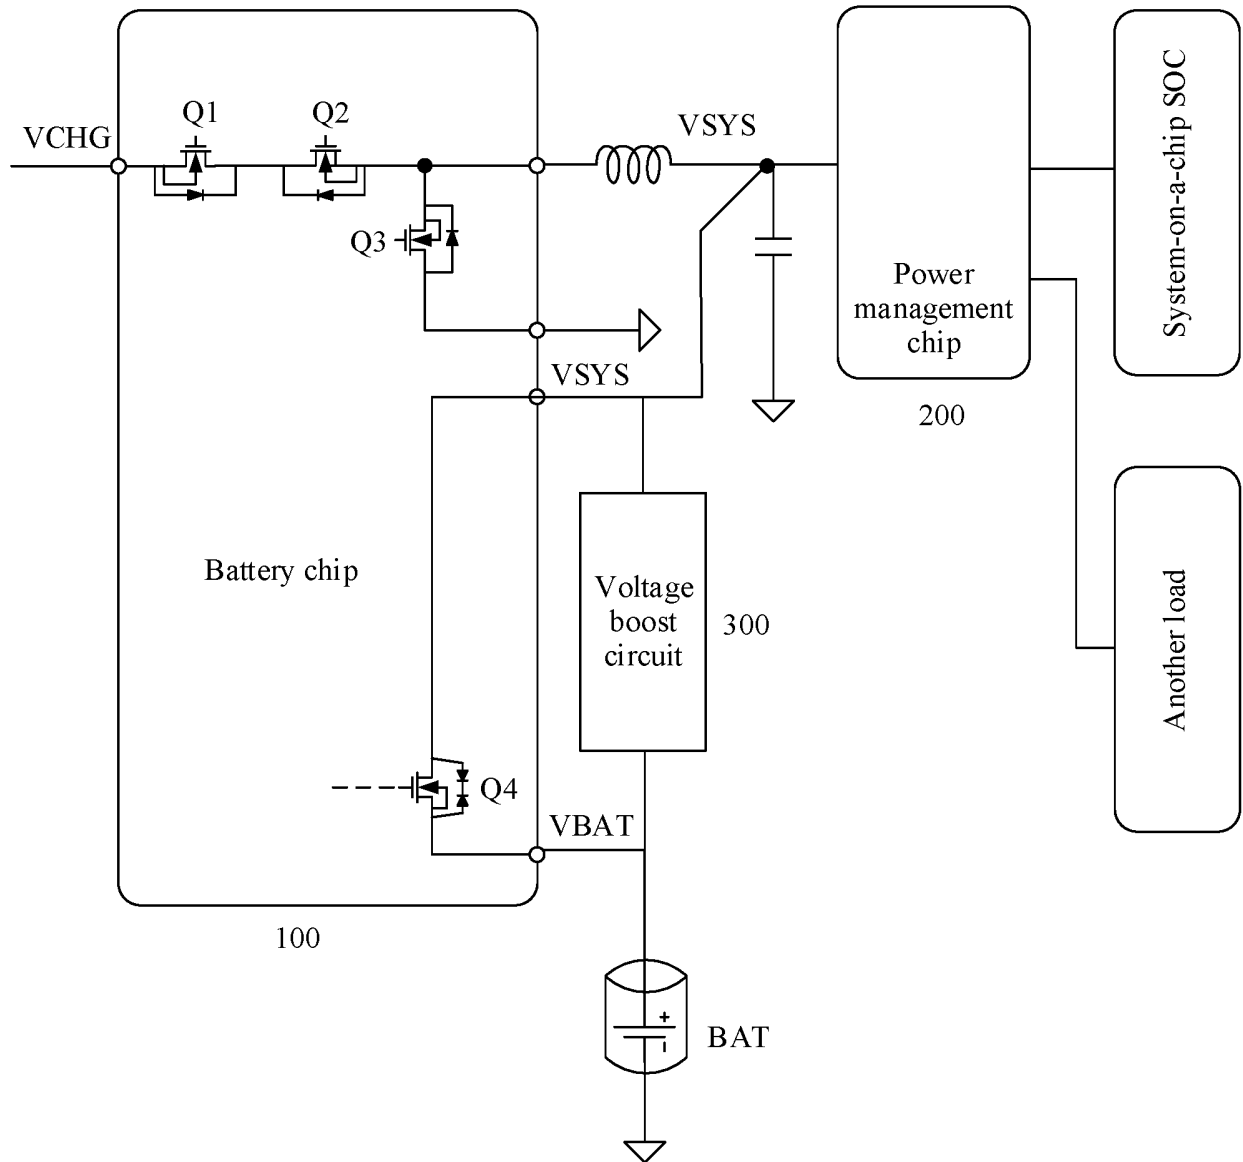 VCHG
Q1
Q2
VSYS
Q3
Power
management
chip
200
System-on-a-chip SOC
VSYS
Battery chip
Voltage
boost
circuit
300
Another load
Q4
VBAT
100
+
BAT